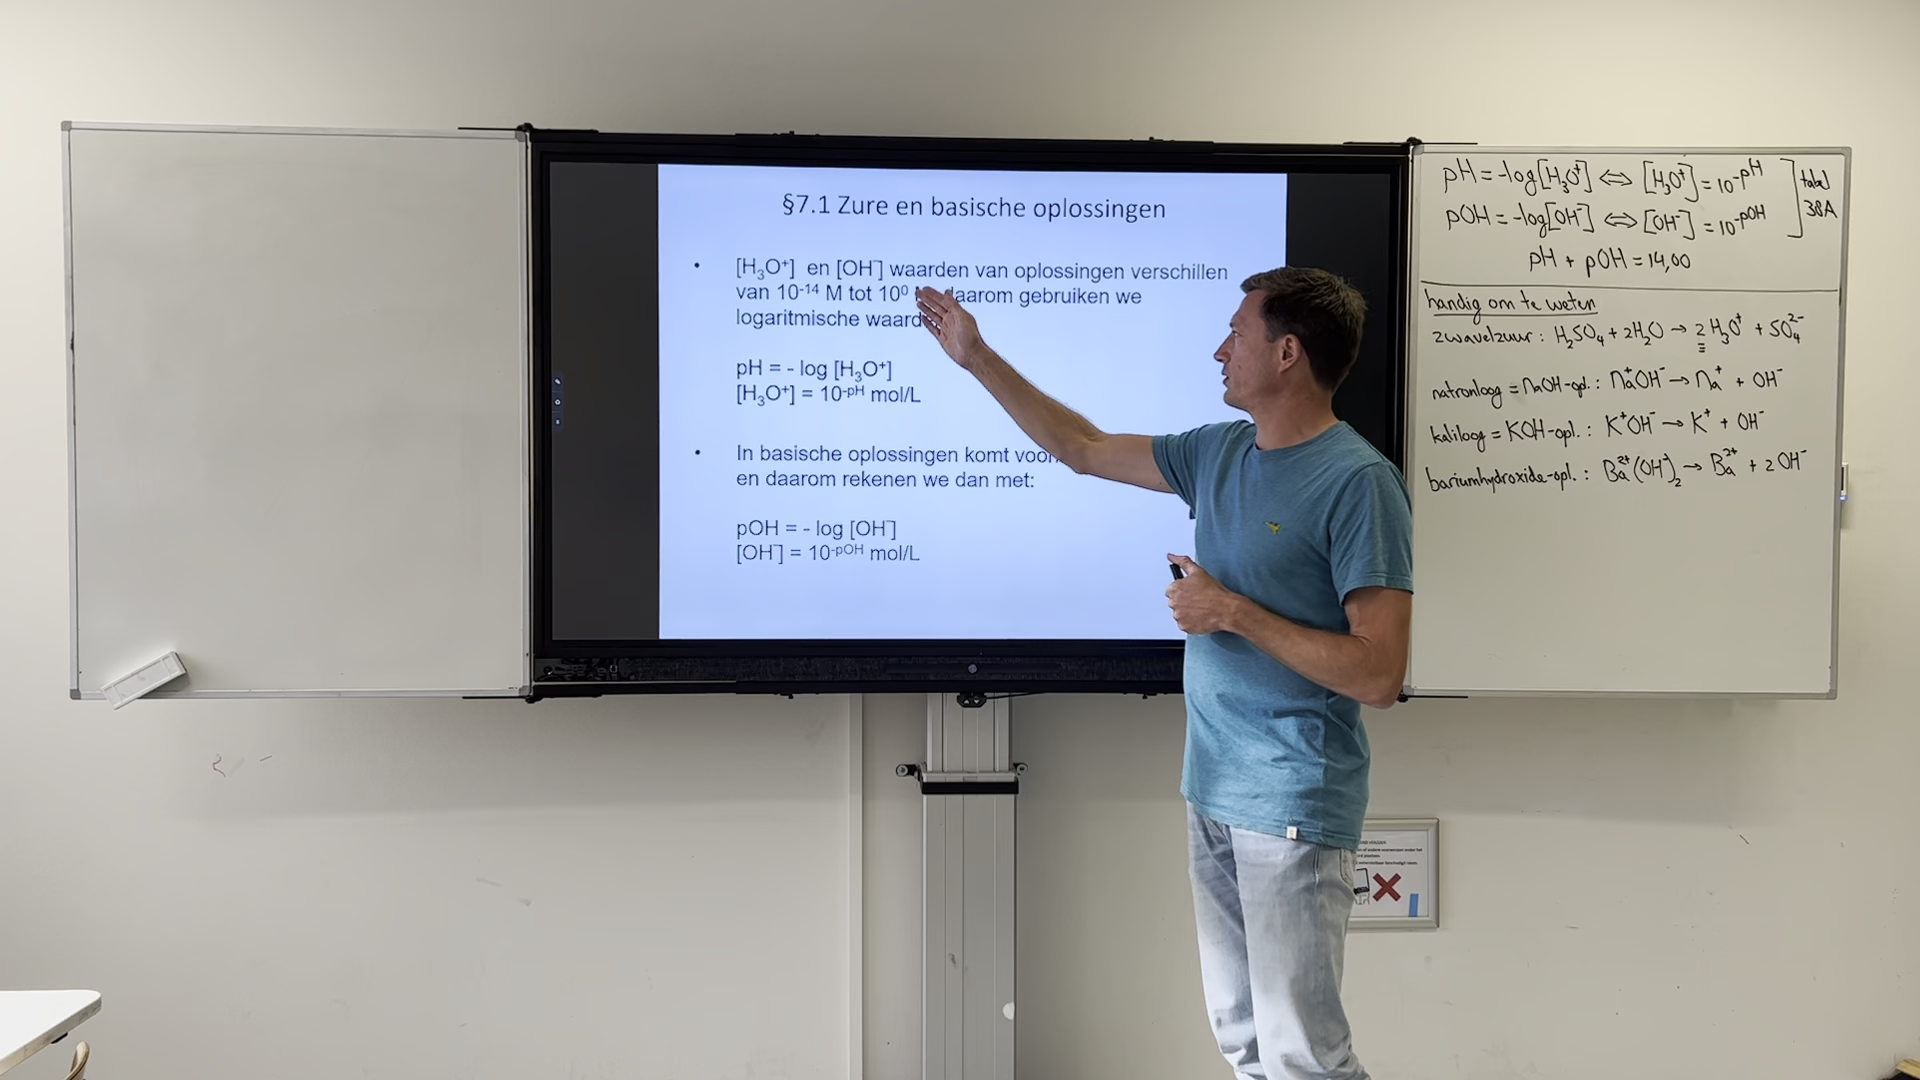 §7.1 Zure en basische oplossingen
• [H₃O⁺] en [OH⁻] waarden van oplossingen verschillen
van 10⁻¹⁴ M tot 10⁰ daarom gebruiken we
logaritmische
pH = - log [H₃O⁺]
[H₃O⁺] = 10⁻ᵖᴴ mol/L
• In basische oplossingen komt
en daarom rekenen we dan met:
pOH = - log [OH⁻]
[OH⁻] = 10⁻ᵖᴼᴴ mol/L
pH = -log[H₃O⁺] ⇔ [H₃O⁺] = 10⁻ᵖᴴ
pOH = -log[OH⁻] ⇔ [OH⁻] = 10⁻ᵖᴼᴴ
] tabel
38A
pH + pOH = 14,00
handig om te weten
zwavelzuur : H₂SO₄ + 2H₂O → 2 H₃O⁺ + SO₄²⁻
natronloog = NaOH-opl. : Na⁺OH⁻ → Na⁺ + OH⁻
kaliloog = KOH-opl. : K⁺OH⁻ → K⁺ + OH⁻
bariumhydroxide-opl. : Ba²⁺(OH⁻)₂ → Ba²⁺ + 2 OH⁻